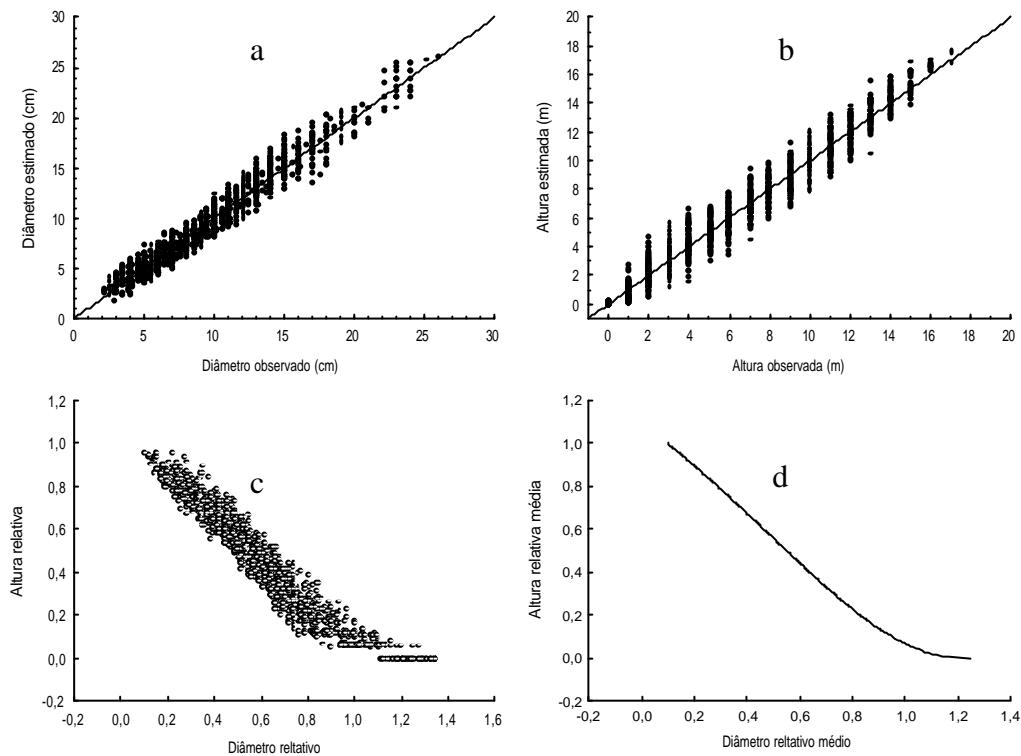 30
25
20
15
10
5
0
Diâmetro estimado (cm)
a
0 5 10 15 20 25 30
Diâmetro observado (cm)
20
18
16
14
12
10
8
6
4
2
0
Altura estimada (m)
b
0 2 4 6 8 10 12 14 16 18 20
Altura observada (m)
1,2
1,0
0,8
0,6
0,4
0,2
0,0
-0,2
Altura relativa
c
-0,2 0,0 0,2 0,4 0,6 0,8 1,0 1,2 1,4 1,6
Diâmetro reltativo
1,2
1,0
0,8
0,6
0,4
0,2
0,0
-0,2
Altura relativa média
d
-0,2 0,0 0,2 0,4 0,6 0,8 1,0 1,2 1,4
Diâmetro reltativo médio